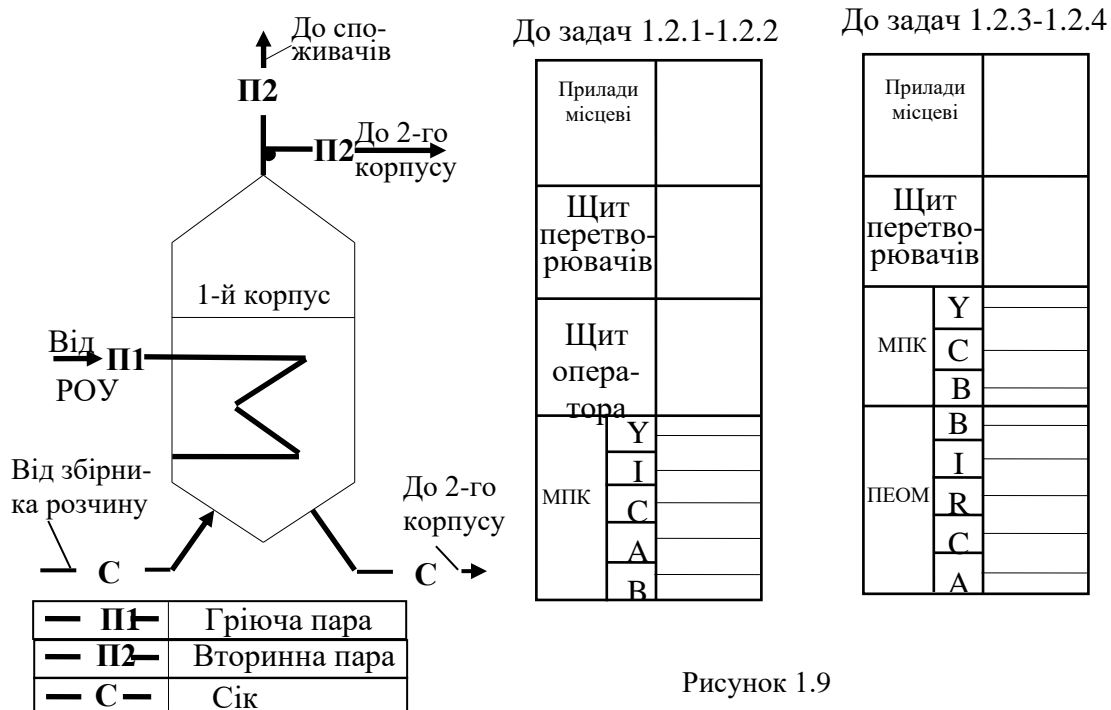 До спо-
живачів
П2
П2
До 2-го
корпусу
1-й корпус
Від
П1
РОУ
Від збірни-
ка розчину
С
До 2-го
корпусу
С
П1
Гріюча пара
П2
Вторинна пара
С
Сік
До задач 1.2.1-1.2.2
Прилади
місцеві
Щит
перетво-
рювачів
Щит
опера-
тора
МПК
Y
I
C
A
B
До задач 1.2.3-1.2.4
Прилади
місцеві
Щит
перетво-
рювачів
МПК
Y
C
B
ПЕОМ
B
I
R
C
A
Рисунок 1.9